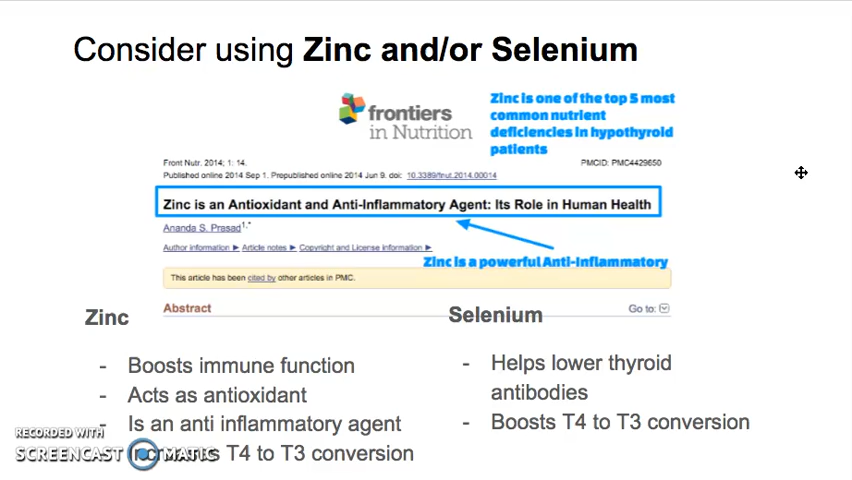 Consider using Zinc and/or Selenium
frontiers
in Nutrition
Zinc is one of the top 5 most
common nutrient
deficiencies in hypothyroid
patients
Front Nutr. 2014; 1: 14.
PMCID: PMC4429650
Published online 2014 Sep 1. Prepublished online 2014 Jun 9. doi: 10.3389/fnut.2014.00014
Zinc is an Antioxidant and Anti-Inflammatory Agent: Its Role in Human Health
Ananda S. Prasad1,*
Author information ▶ Article notes ▶ Copyright and License information ▶
Zinc is a powerful Anti-Inflammatory
This article has been cited by other articles in PMC.
Abstract
Go to:
Zinc
- Boosts immune function
- Acts as antioxidant
- Is an anti inflammatory agent
T4 to T3 conversion
Selenium
- Helps lower thyroid
antibodies
- Boosts T4 to T3 conversion
RECORDED WITH
SCREENCAST MATIC